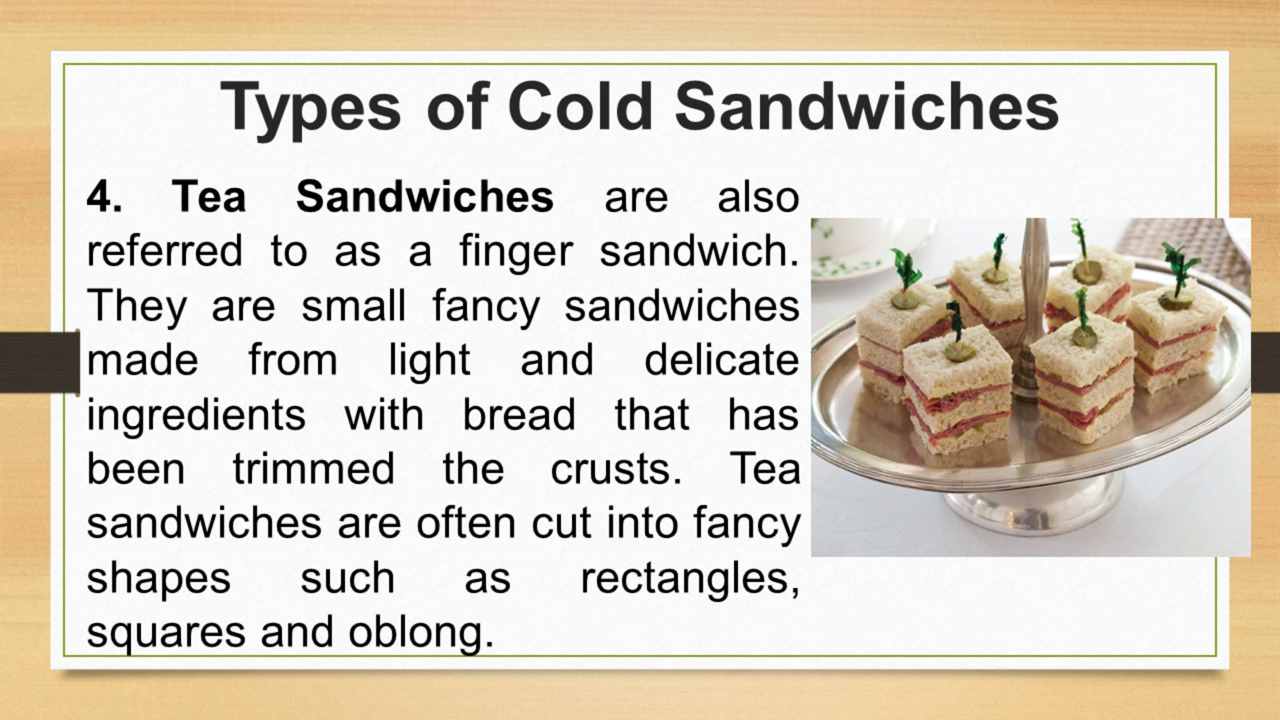 Types of Cold Sandwiches
4. Tea Sandwiches are also
referred to as a finger sandwich.
They are small fancy sandwiches
made from light and delicate
ingredients with bread that has
been trimmed the crusts. Tea
sandwiches are often cut into fancy
shapes such as rectangles,
squares and oblong.